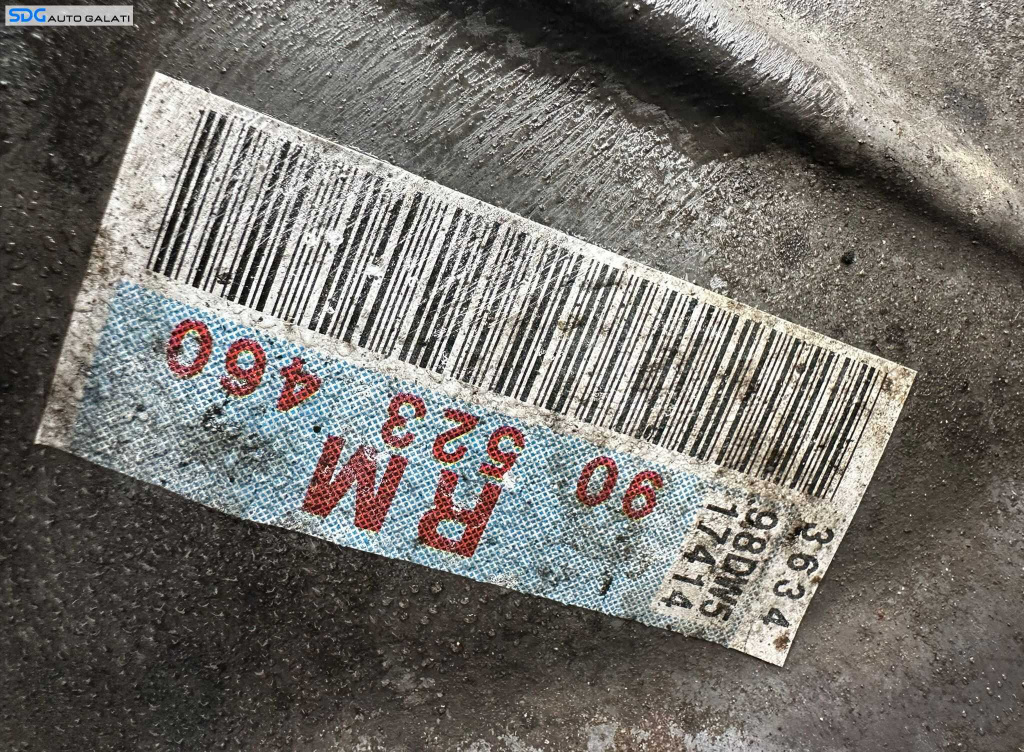 SDG AUTO GALATI
3634
98DW5
17414
90 523 460
RM